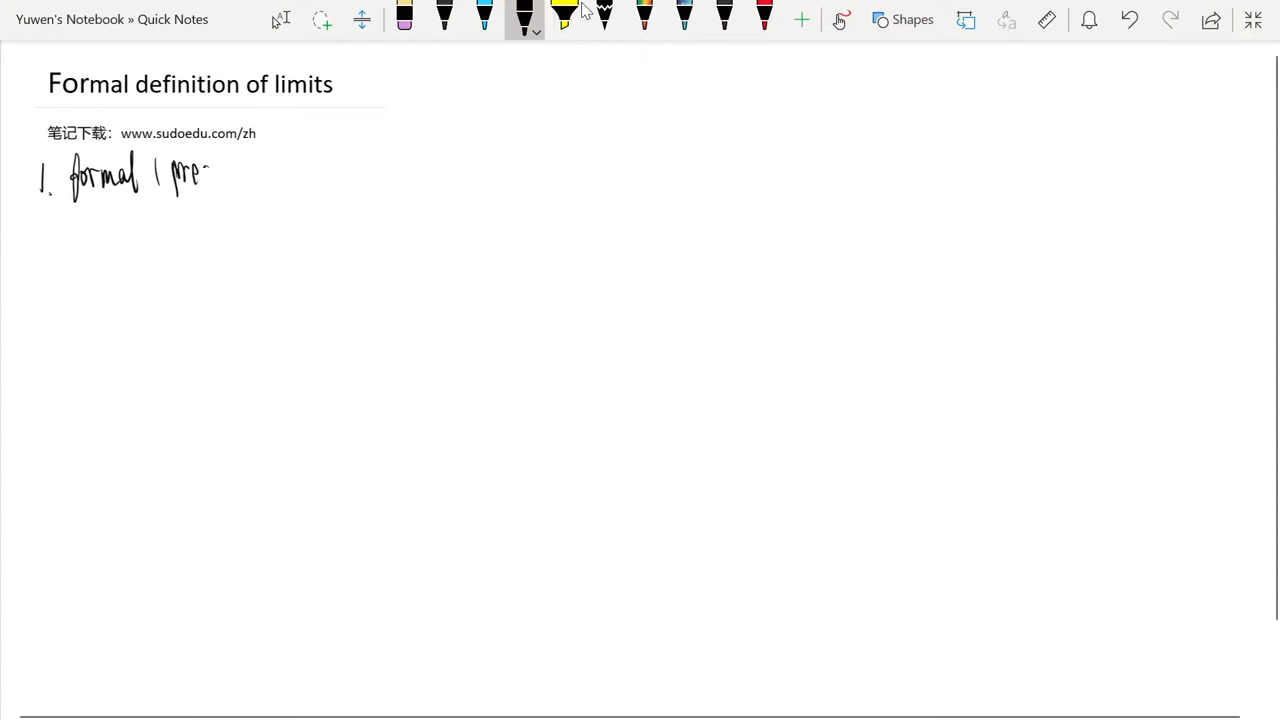 Yuwen's Notebook » Quick Notes
Shapes
Formal definition of limits
笔记下载：www.sudoedu.com/zh
1. formal ( pre